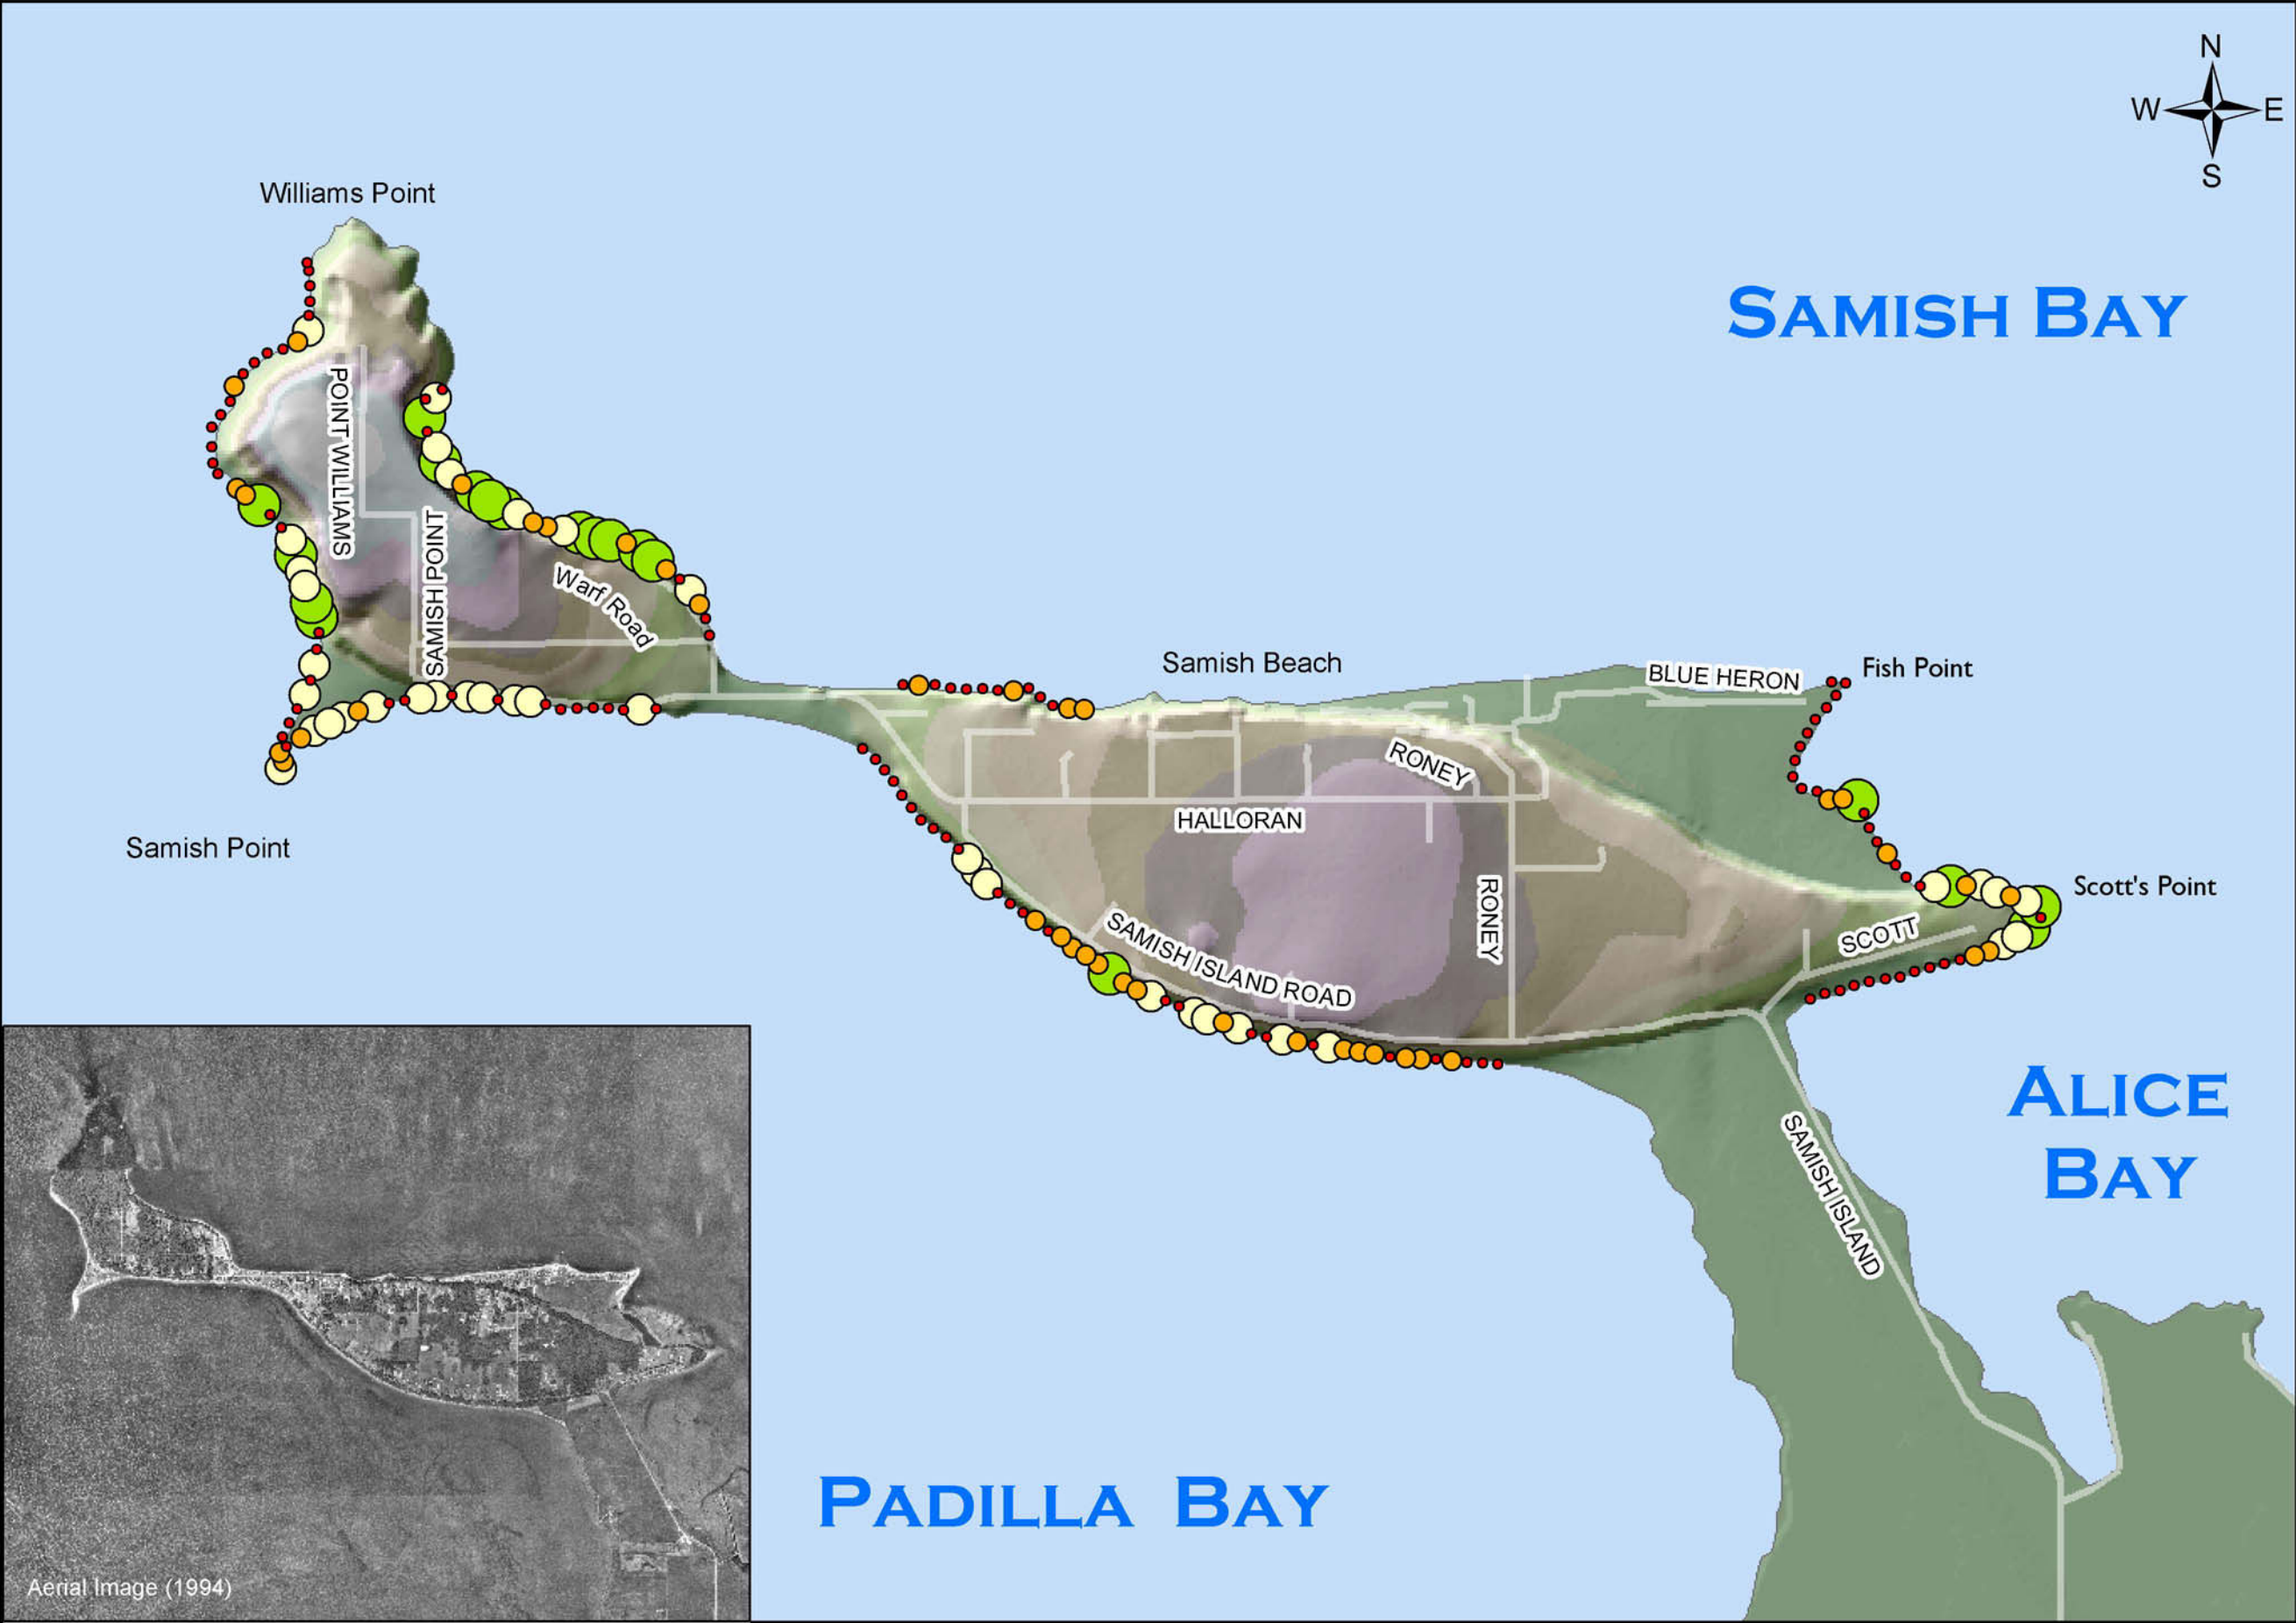 N
W E
S
Williams Point
SAMISH BAY
POINT WILLIAMS
SAMISH POINT
Warf Road
Samish Beach
BLUE HERON
Fish Point
RONEY
HALLORAN
Samish Point
RONEY
Scott's Point
SCOTT
SAMISH ISLAND ROAD
ALICE
BAY
SAMISH ISLAND
PADILLA BAY
Aerial Image (1994)